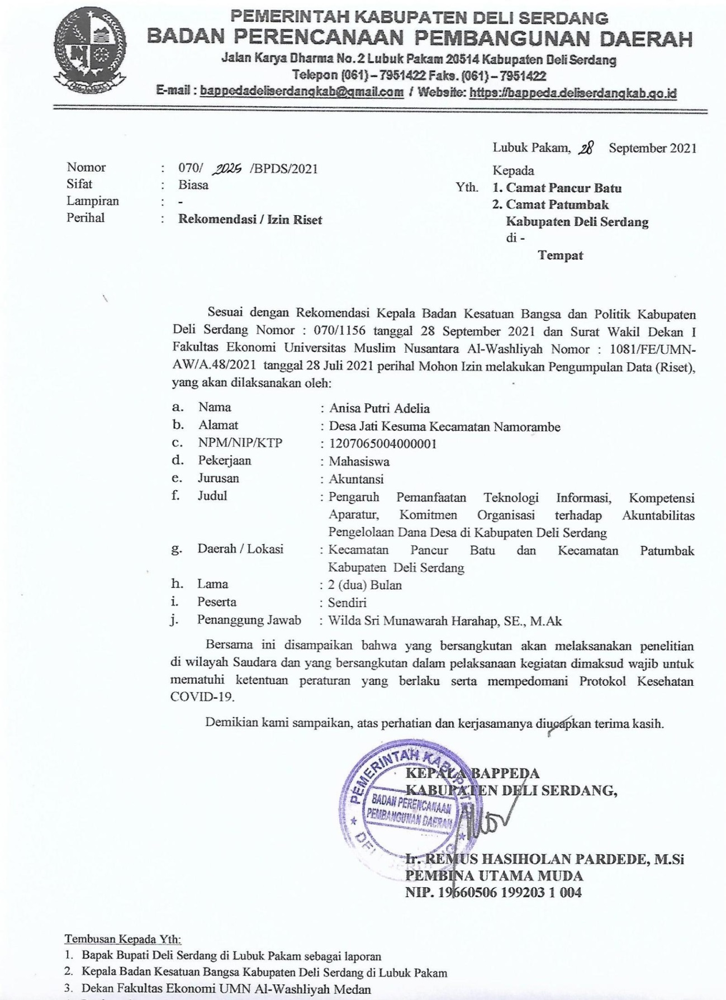 PEMERINTAH KABUPATEN DELI SERDANG
BADAN PERENCANAAN PEMBANGUNAN DAERAH
Jalan Karya Dharma No. 2 Lubuk Pakam 20514 Kabupaten Deli Serdang
Telepon (061) – 7951422 Faks. (061) – 7951422
E-mail : bappedadeliserdangkab@gmail.com / Website: https://bappeda.deliserdangkab.go.id
Lubuk Pakam, 28 September 2021
Nomor : 070/ 2025 /BPDS/2021
Sifat : Biasa
Lampiran : -
Perihal : Rekomendasi / Izin Riset
Kepada
Yth. 1. Camat Pancur Batu
2. Camat Patumbak
Kabupaten Deli Serdang
di -
Tempat
Sesuai dengan Rekomendasi Kepala Badan Kesatuan Bangsa dan Politik Kabupaten
Deli Serdang Nomor : 070/1156 tanggal 28 September 2021 dan Surat Wakil Dekan I
Fakultas Ekonomi Universitas Muslim Nusantara Al-Washliyah Nomor : 1081/FE/UMN-
AW/A.48/2021 tanggal 28 Juli 2021 perihal Mohon Izin melakukan Pengumpulan Data (Riset),
yang akan dilaksanakan oleh:
a. Nama : Anisa Putri Adelia
b. Alamat : Desa Jati Kesuma Kecamatan Namorambe
c. NPM/NIP/KTP : 1207065004000001
d. Pekerjaan : Mahasiswa
e. Jurusan : Akuntansi
f. Judul : Pengaruh Pemanfaatan Teknologi Informasi, Kompetensi
Aparatur, Komitmen Organisasi terhadap Akuntabilitas
Pengelolaan Dana Desa di Kabupaten Deli Serdang
g. Daerah / Lokasi : Kecamatan Pancur Batu dan Kecamatan Patumbak
Kabupaten Deli Serdang
h. Lama : 2 (dua) Bulan
i. Peserta : Sendiri
j. Penanggung Jawab : Wilda Sri Munawarah Harahap, SE., M.Ak
Bersama ini disampaikan bahwa yang bersangkutan akan melaksanakan penelitian
di wilayah Saudara dan yang bersangkutan dalam pelaksanaan kegiatan dimaksud wajib untuk
mematuhi ketentuan peraturan yang berlaku serta mempedomani Protokol Kesehatan
COVID-19.
Demikian kami sampaikan, atas perhatian dan kerjasamanya diucapkan terima kasih.
PEMERINTAH KABUPATEN
BADAN PERENCANAAN
PEMBANGUNAN DAERAH
KEPALA BAPPEDA
KABUPATEN DELI SERDANG,
Ir. REMUS HASIHOLAN PARDEDE, M.Si
PEMBINA UTAMA MUDA
NIP. 19660506 199203 1 004
Tembusan Kepada Yth:
1. Bapak Bupati Deli Serdang di Lubuk Pakam sebagai laporan
2. Kepala Badan Kesatuan Bangsa Kabupaten Deli Serdang di Lubuk Pakam
3. Dekan Fakultas Ekonomi UMN Al-Washliyah Medan